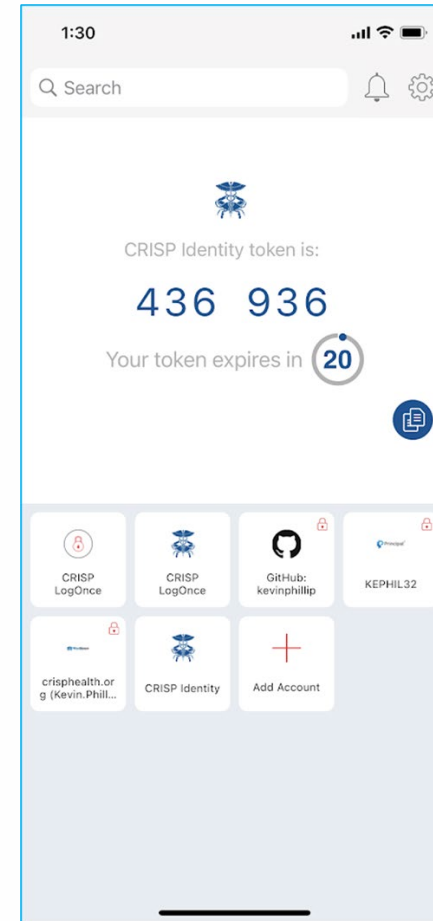 1:30
Search
CRISP Identity token is:
436 936
Your token expires in 20
CRISP
LogOnce
CRISP
LogOnce
GitHub:
kevinphillip
Principal
KEPHIL32
crisphealth.or
g (Kevin.Phill...
CRISP Identity
Add Account